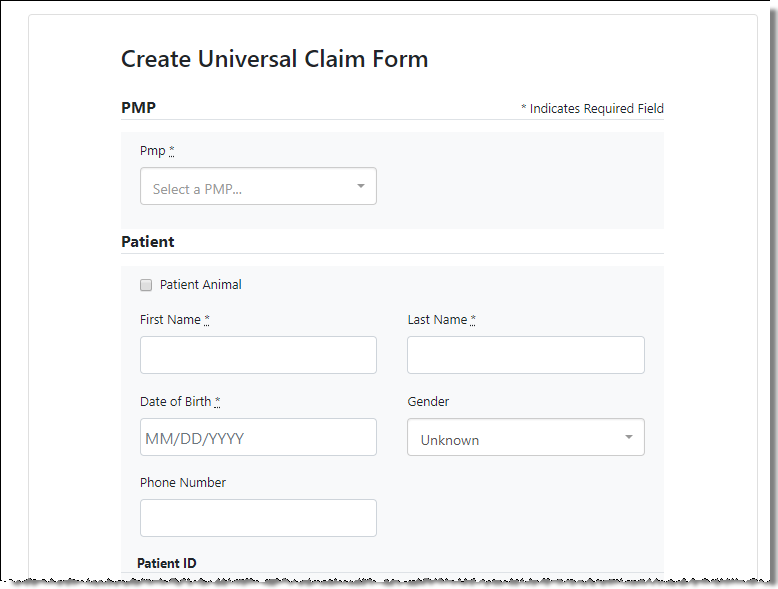 Create Universal Claim Form
PMP * Indicates Required Field
Pmp *
Select a PMP...
Patient
Patient Animal
First Name * Last Name *
Date of Birth * Gender
MM/DD/YYYY Unknown
Phone Number
Patient ID